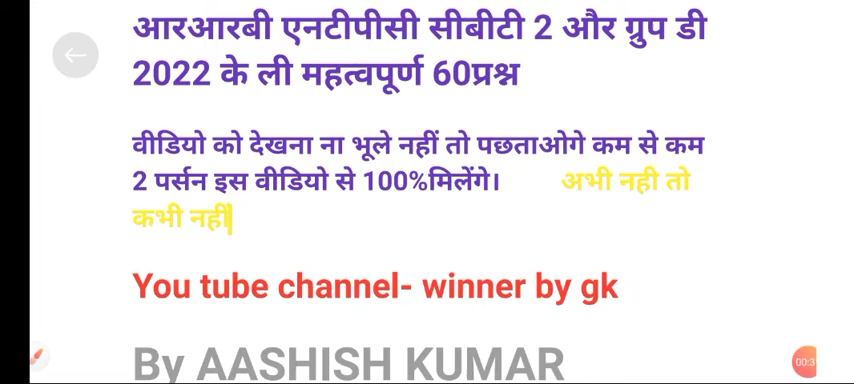 आरआरबी एनटीपीसी सीबीटी 2 और ग्रुप डी
2022 के ली महत्वपूर्ण 60प्रश्न
वीडियो को देखना ना भूले नहीं तो पछताओगे कम से कम
2 पर्सन इस वीडियो से 100%मिलेंगे। अभी नही तो
कभी नहीं
You tube channel- winner by gk
By AASHISH KUMAR